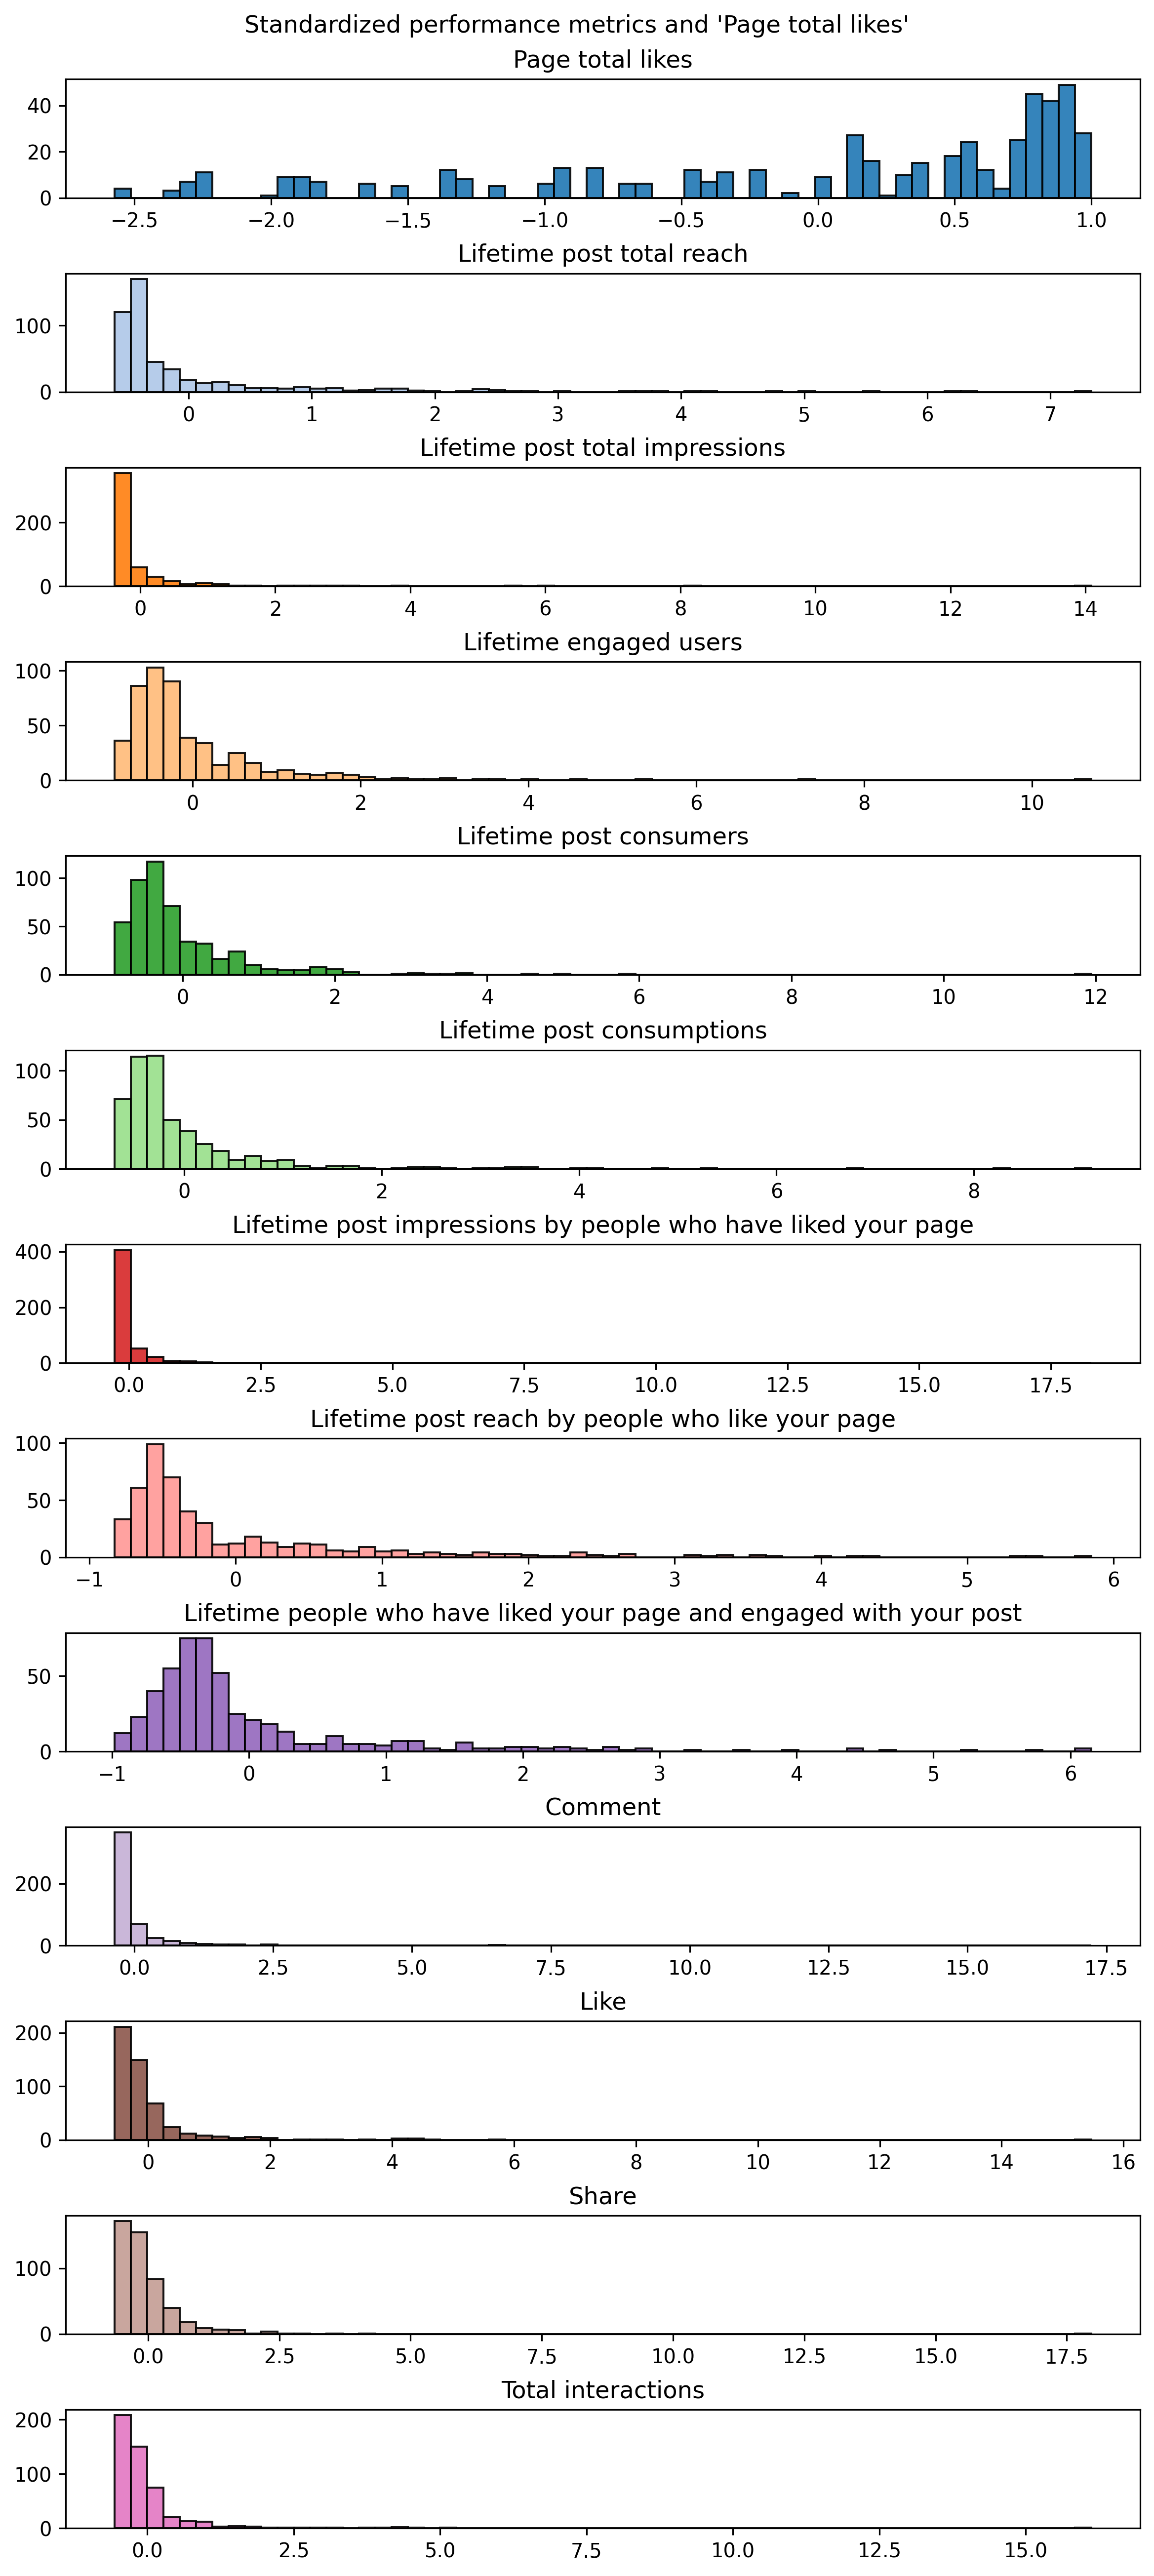 Standardized performance metrics and 'Page total likes'
Page total likes
40
20
0
−2.5 −2.0 −1.5 −1.0 −0.5 0.0 0.5 1.0
Lifetime post total reach
100
0
0 1 2 3 4 5 6 7
Lifetime post total impressions
200
0
0 2 4 6 8 10 12 14
Lifetime engaged users
100
50
0
0 2 4 6 8 10
Lifetime post consumers
100
50
0
0 2 4 6 8 10 12
Lifetime post consumptions
100
50
0
0 2 4 6 8
Lifetime post impressions by people who have liked your page
400
200
0
0.0 2.5 5.0 7.5 10.0 12.5 15.0 17.5
Lifetime post reach by people who like your page
100
50
0
−1 0 1 2 3 4 5 6
Lifetime people who have liked your page and engaged with your post
50
0
−1 0 1 2 3 4 5 6
Comment
200
0
0.0 2.5 5.0 7.5 10.0 12.5 15.0 17.5
Like
200
100
0
0 2 4 6 8 10 12 14 16
Share
100
0
0.0 2.5 5.0 7.5 10.0 12.5 15.0 17.5
Total interactions
200
100
0
0.0 2.5 5.0 7.5 10.0 12.5 15.0